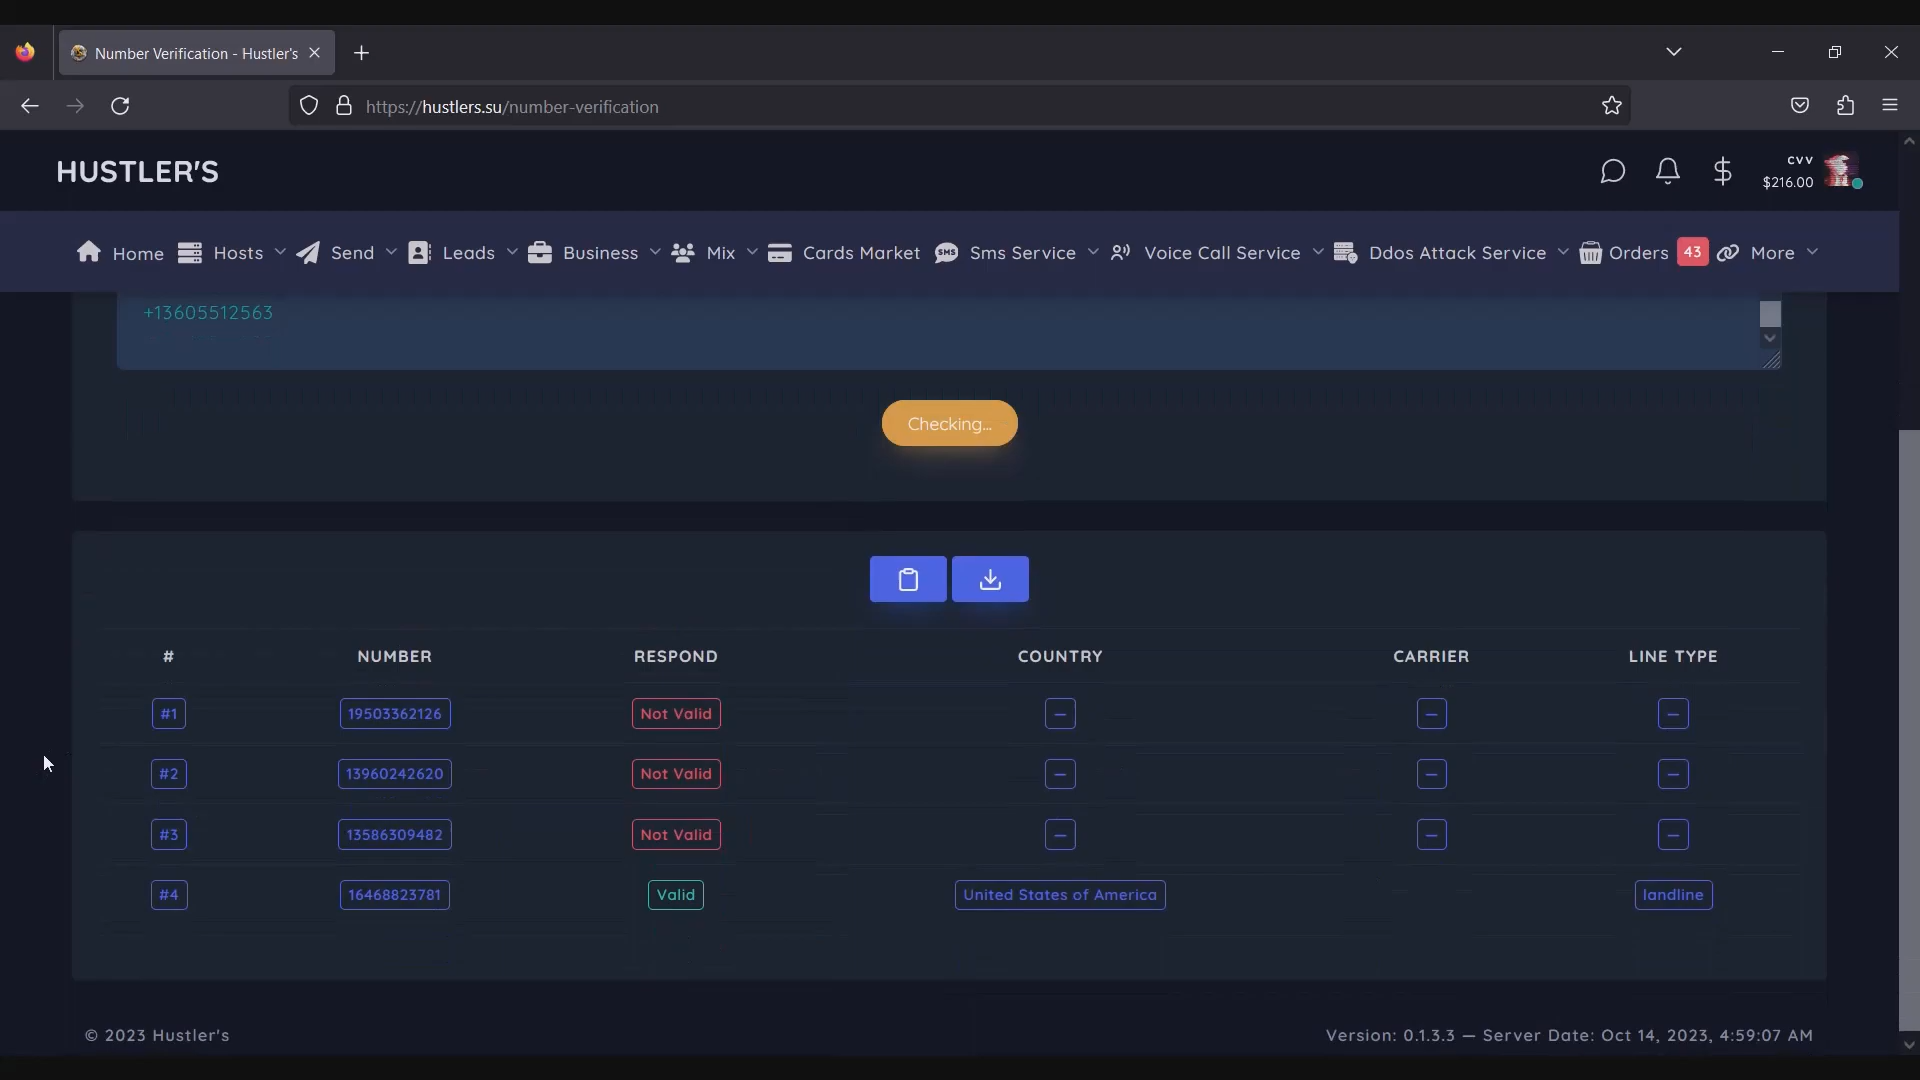 Number Verification - Hustler's
https://hustlers.su/number-verification
HUSTLER'S
cvv
$216.00
Home Hosts Send Leads Business Mix Cards Market SMS Sms Service Voice Call Service Ddos Attack Service Orders 43 More
+13605512563
Checking...
# NUMBER RESPOND COUNTRY CARRIER LINE TYPE
#1 19503362126 Not Valid — — —
#2 13960242620 Not Valid — — —
#3 13586309482 Not Valid — — —
#4 16468823781 Valid United States of America landline
© 2023 Hustler's
Version: 0.1.3.3 — Server Date: Oct 14, 2023, 4:59:07 AM